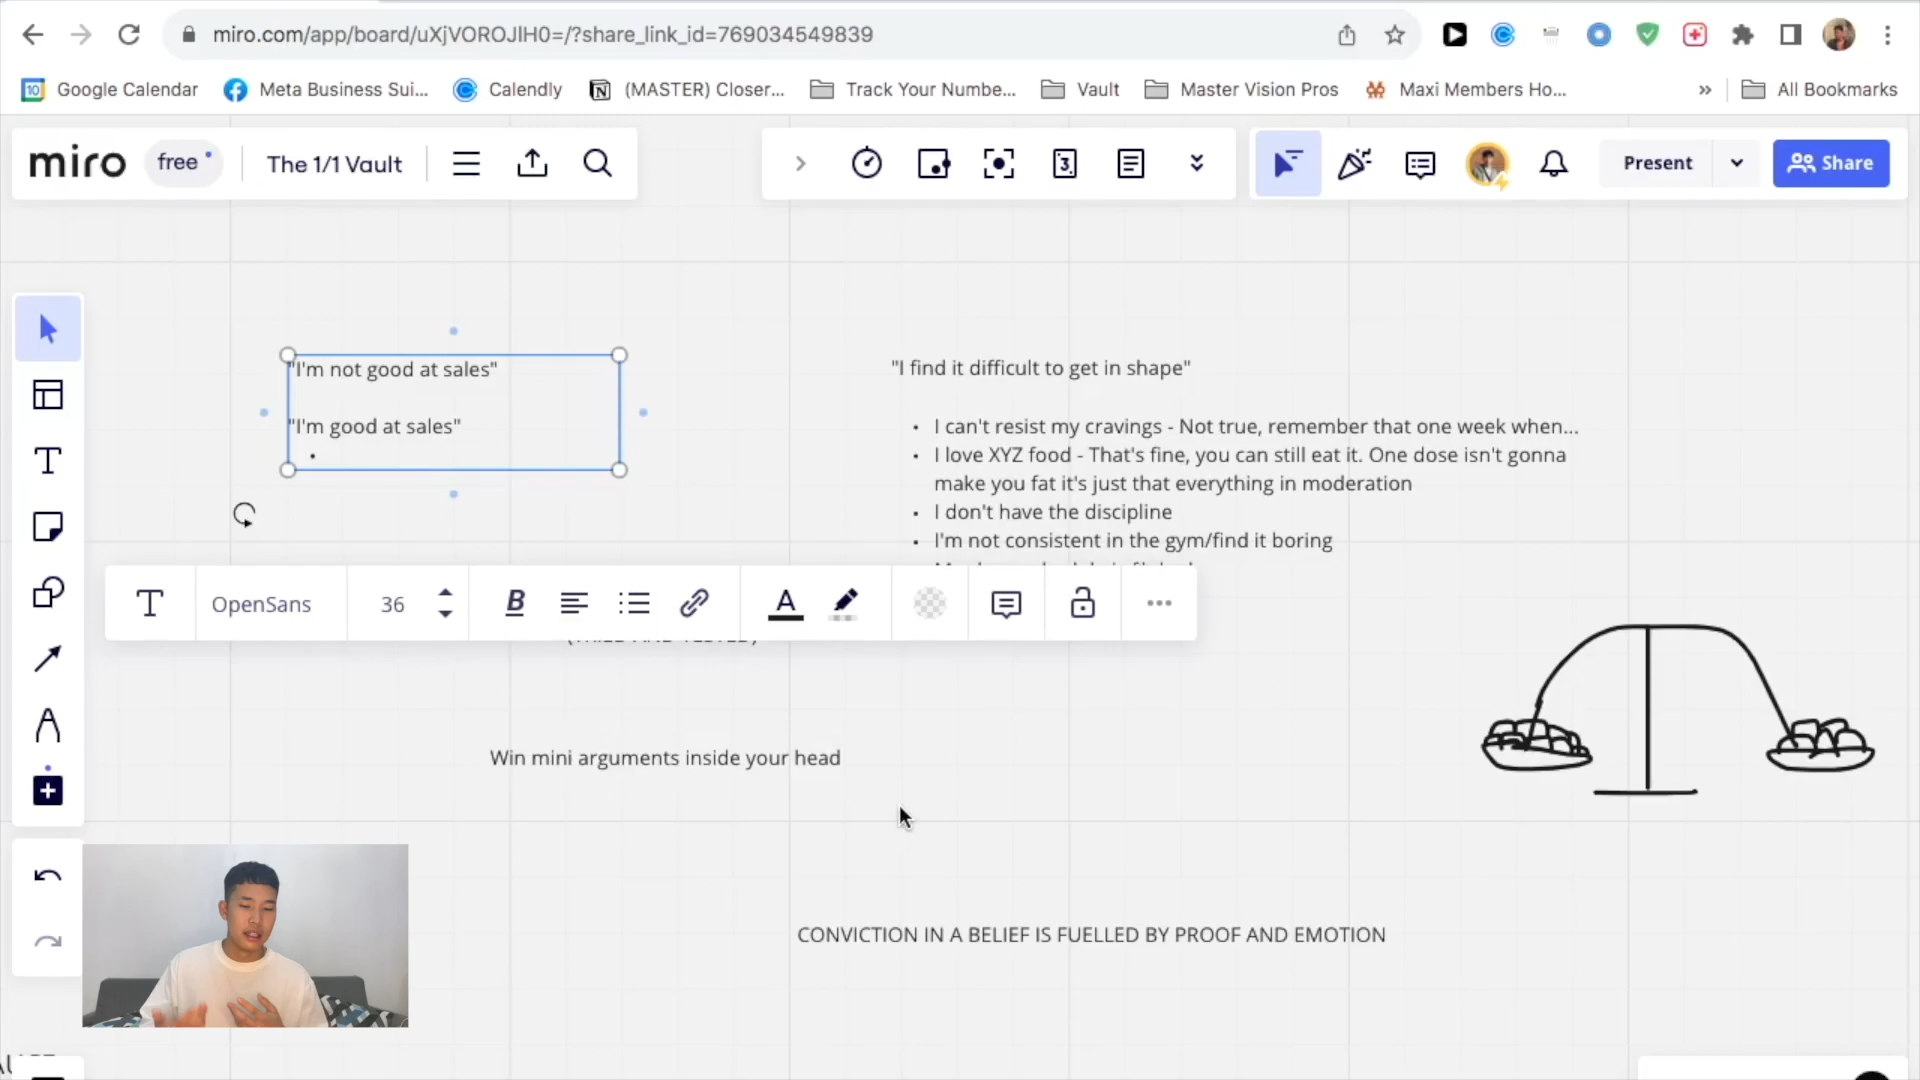 miro.com/app/board/uXjVOROJlH0=/?share_link_id=769034549839
Google Calendar
Meta Business Sui...
Calendly
(MASTER) Closer...
Track Your Numbe...
Vault
Master Vision Pros
Maxi Members Ho...
All Bookmarks
miro
free
The 1/1 Vault
Present
Share
"I'm not good at sales"
"I'm good at sales"
•
"I find it difficult to get in shape"
• I can't resist my cravings - Not true, remember that one week when...
• I love XYZ food - That's fine, you can still eat it. One dose isn't gonna
make you fat it's just that everything in moderation
• I don't have the discipline
• I'm not consistent in the gym/find it boring
OpenSans
36
B
A
(TRIED AND TESTED)
Win mini arguments inside your head
CONVICTION IN A BELIEF IS FUELLED BY PROOF AND EMOTION